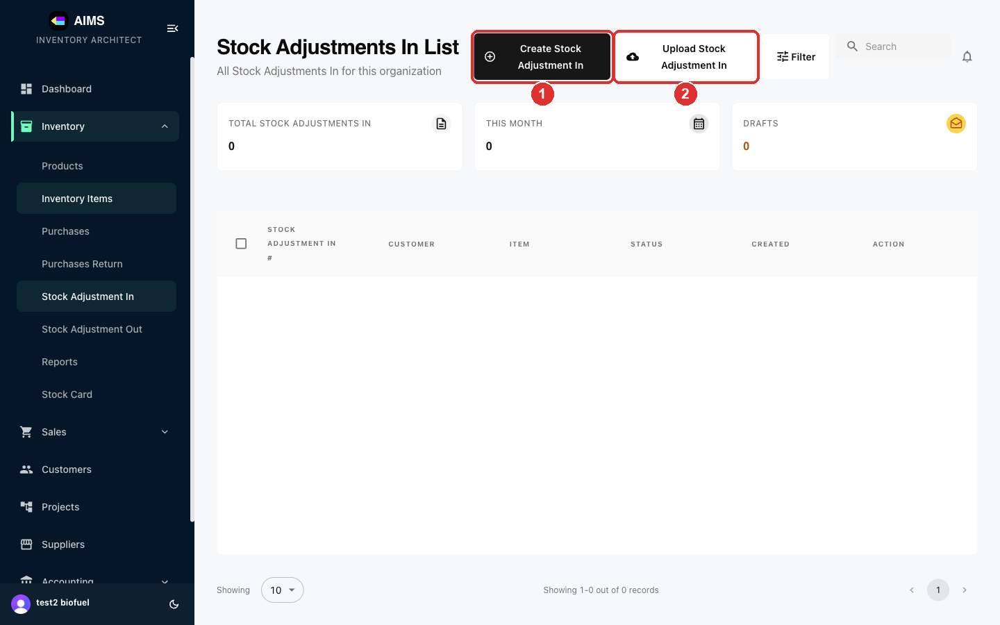 AIMS
INVENTORY ARCHITECT
Dashboard
Inventory
Products
Inventory Items
Purchases
Purchases Return
Stock Adjustment In
Stock Adjustment Out
Reports
Stock Card
Sales
Customers
Projects
Suppliers
Accounting
test2 biofuel
Stock Adjustments In List
All Stock Adjustments In for this organization
Create Stock
Adjustment In
1
Upload Stock
Adjustment In
2
Filter
Search
TOTAL STOCK ADJUSTMENTS IN
0
THIS MONTH
0
DRAFTS
0
STOCK
ADJUSTMENT IN
#
CUSTOMER
ITEM
STATUS
CREATED
ACTION
Showing
10
Showing 1-0 out of 0 records
1